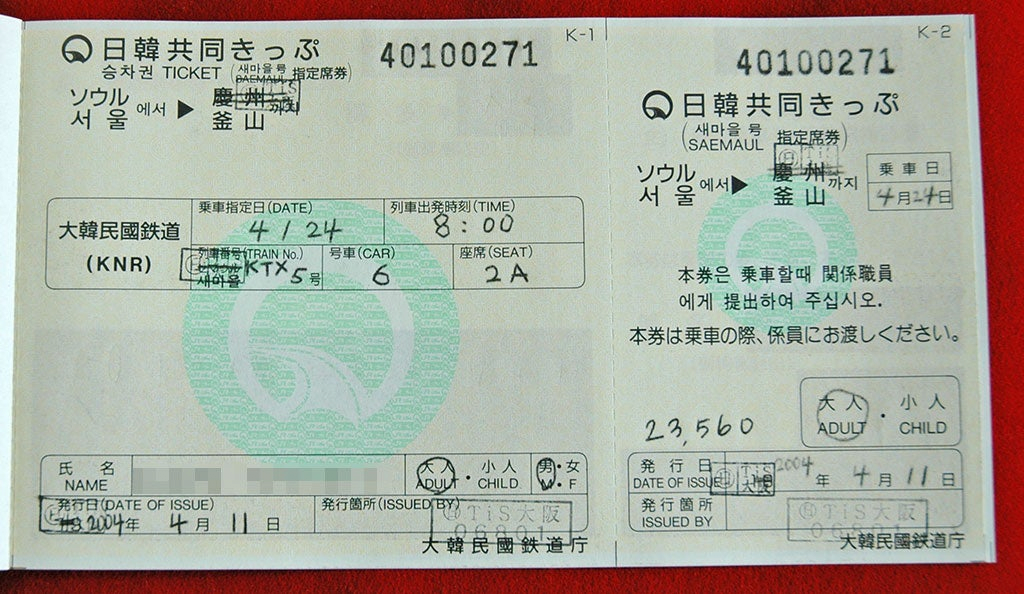 K-1
日韓共同きっぷ
40100271
승차권 TICKET (새마을号 SAEMAUL 指定席券)
ソウル 서울 에서 ▶ 慶州 釜山 까지
大韓民國鉄道
(KNR)
乗車指定日(DATE)
列車出発時刻(TIME)
4 / 24
8:00
列車番号(TRAIN No.)
号車(CAR)
座席(SEAT)
새마을 KTX 5号
6
2A
氏名 NAME
大人 ADULT ・ 小人 CHILD
男・女 M・F
発行日(DATE OF ISSUE)
発行箇所(ISSUED BY)
2004年 4月 11日
TiS大阪
06801
大韓民國鉄道庁
K-2
40100271
日韓共同きっぷ
(새마을号 SAEMAUL 指定席券)
ソウル 서울 에서▶ 慶州 釜山 까지
乗車日
4月24日
本券은 乗車할때 関係職員
에게 提出하여 주십시오.
本券は乗車の際、係員にお渡しください。
大人 ADULT ・ 小人 CHILD
23,560
発行日 DATE OF ISSUE
TiS大阪
2004年 4月 11日
発行箇所 ISSUED BY
TiS大阪
06801
大韓民國鉄道庁